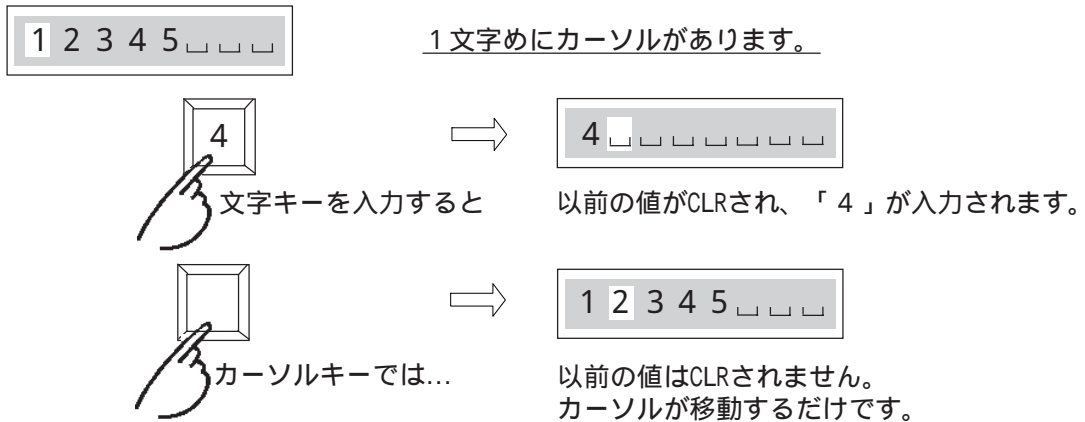 1 2 3 4 5 ␣ ␣ ␣
1文字めにカーソルがあります。
4
4 ␣ ␣ ␣ ␣ ␣ ␣ ␣
文字キーを入力すると
以前の値がCLRされ、「4」が入力されます。
1 2 3 4 5 ␣ ␣ ␣
カーソルキーでは...
以前の値はCLRされません。
カーソルが移動するだけです。